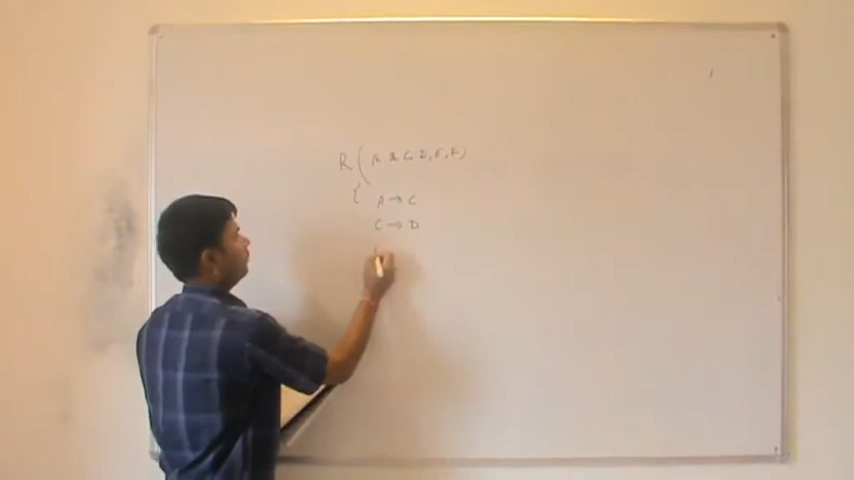 R(A, B, C, D, E, F)
{ A → C
C → D